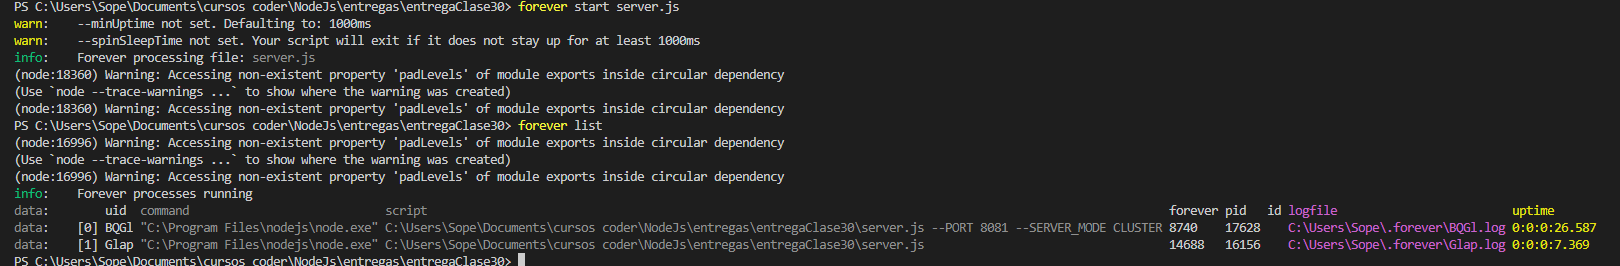 PS C:\Users\Sope\Documents\cursos coder\NodeJs\entregas\entregaClase30> forever start server.js
warn:    --minUptime not set. Defaulting to: 1000ms
warn:    --spinSleepTime not set. Your script will exit if it does not stay up for at least 1000ms
info:    Forever processing file: server.js
(node:18360) Warning: Accessing non-existent property 'padLevels' of module exports inside circular dependency
(Use `node --trace-warnings ...` to show where the warning was created)
(node:18360) Warning: Accessing non-existent property 'padLevels' of module exports inside circular dependency
PS C:\Users\Sope\Documents\cursos coder\NodeJs\entregas\entregaClase30> forever list
(node:16996) Warning: Accessing non-existent property 'padLevels' of module exports inside circular dependency
(Use `node --trace-warnings ...` to show where the warning was created)
(node:16996) Warning: Accessing non-existent property 'padLevels' of module exports inside circular dependency
info:    Forever processes running
data:        uid  command                            script                                                                                                        forever pid   id logfile                         uptime
data:    [0] BQGl "C:\Program Files\nodejs\node.exe" C:\Users\Sope\Documents\cursos coder\NodeJs\entregas\entregaClase30\server.js --PORT 8081 --SERVER_MODE CLUSTER 8740    17628    C:\Users\Sope\.forever\BQGl.log 0:0:0:26.587
data:    [1] Glap "C:\Program Files\nodejs\node.exe" C:\Users\Sope\Documents\cursos coder\NodeJs\entregas\entregaClase30\server.js                                   14688   16156    C:\Users\Sope\.forever\Glap.log 0:0:0:7.369
PS C:\Users\Sope\Documents\cursos coder\NodeJs\entregas\entregaClase30>